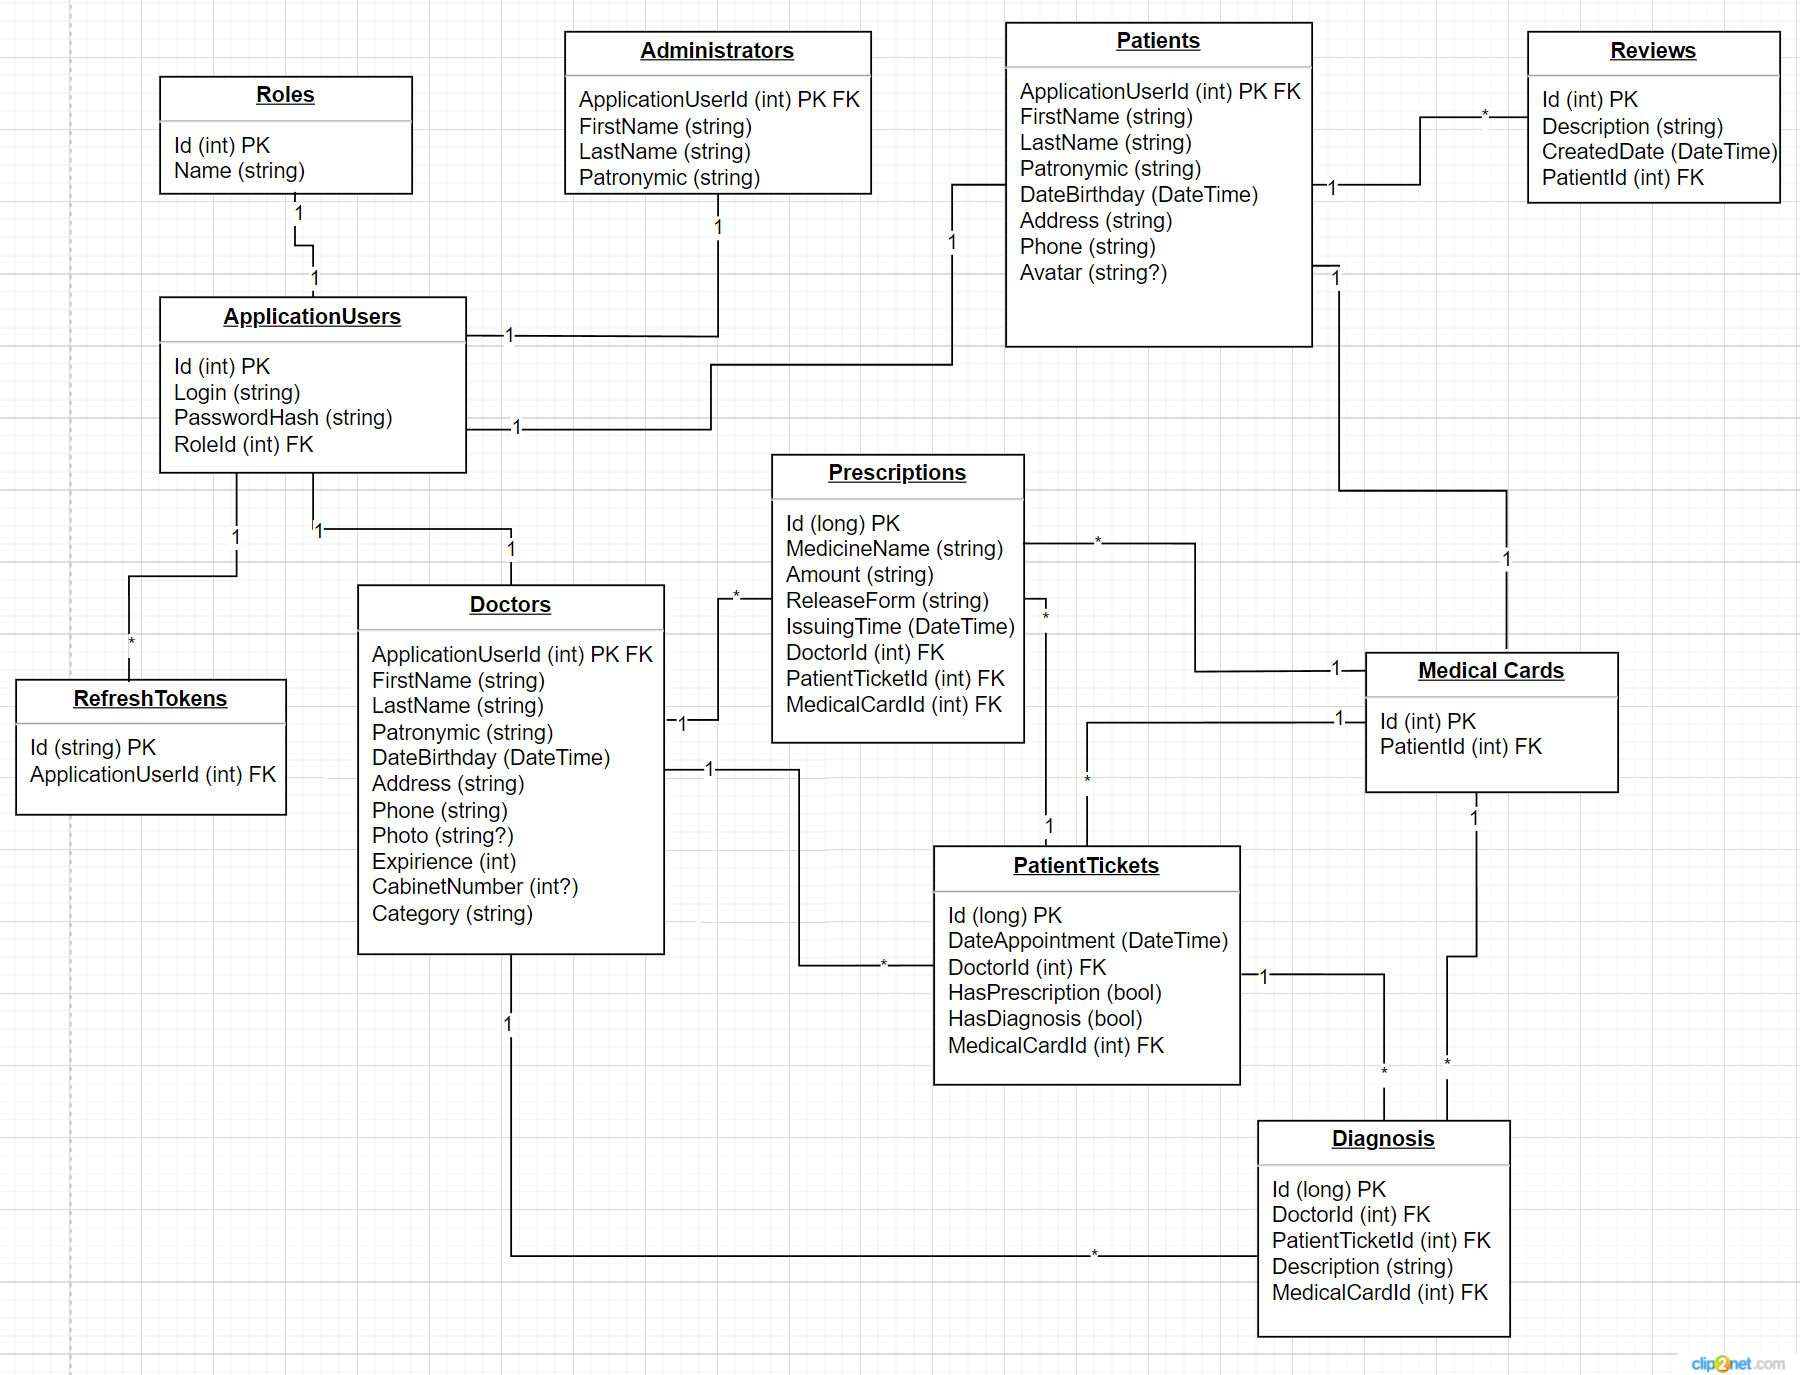 Roles
Id (int) PK
Name (string)
1
1
Administrators
ApplicationUserId (int) PK FK
FirstName (string)
LastName (string)
Patronymic (string)
1
1
Patients
ApplicationUserId (int) PK FK
FirstName (string)
LastName (string)
Patronymic (string)
DateBirthday (DateTime)
Address (string)
Phone (string)
Avatar (string?)
1
1
1
*
1
1
Reviews
Id (int) PK
Description (string)
CreatedDate (DateTime)
PatientId (int) FK
ApplicationUsers
Id (int) PK
Login (string)
PasswordHash (string)
RoleId (int) FK
1
*
1
1
RefreshTokens
Id (string) PK
ApplicationUserId (int) FK
Doctors
ApplicationUserId (int) PK FK
FirstName (string)
LastName (string)
Patronymic (string)
DateBirthday (DateTime)
Address (string)
Phone (string)
Photo (string?)
Expirience (int)
CabinetNumber (int?)
Category (string)
1
*
1
*
1
*
Prescriptions
Id (long) PK
MedicineName (string)
Amount (string)
ReleaseForm (string)
IssuingTime (DateTime)
DoctorId (int) FK
PatientTicketId (int) FK
MedicalCardId (int) FK
*
1
*
1
Medical Cards
Id (int) PK
PatientId (int) FK
1
*
1
*
PatientTickets
Id (long) PK
DateAppointment (DateTime)
DoctorId (int) FK
HasPrescription (bool)
HasDiagnosis (bool)
MedicalCardId (int) FK
1
*
Diagnosis
Id (long) PK
DoctorId (int) FK
PatientTicketId (int) FK
Description (string)
MedicalCardId (int) FK
clip2net.com